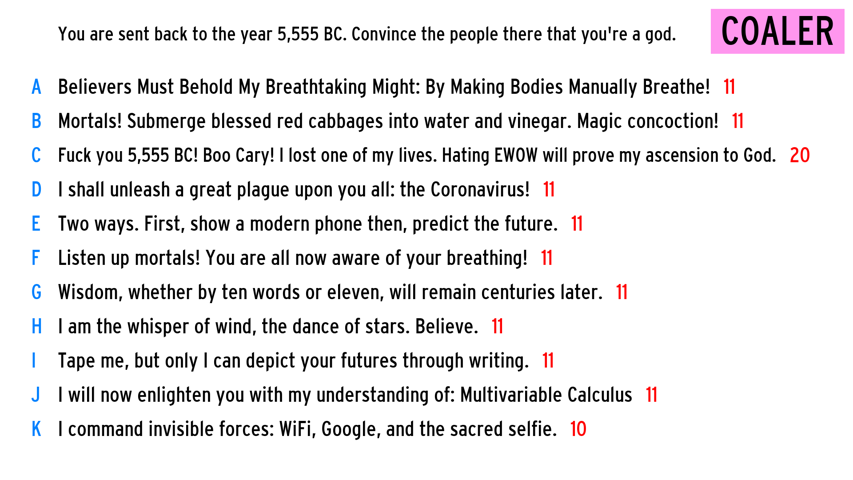 You are sent back to the year 5,555 BC. Convince the people there that you're a god.
COALER
A Believers Must Behold My Breathtaking Might: By Making Bodies Manually Breathe! 11
B Mortals! Submerge blessed red cabbages into water and vinegar. Magic concoction! 11
C Fuck you 5,555 BC! Boo Cary! I lost one of my lives. Hating EWOW will prove my ascension to God. 20
D I shall unleash a great plague upon you all: the Coronavirus! 11
E Two ways. First, show a modern phone then, predict the future. 11
F Listen up mortals! You are all now aware of your breathing! 11
G Wisdom, whether by ten words or eleven, will remain centuries later. 11
H I am the whisper of wind, the dance of stars. Believe. 11
I Tape me, but only I can depict your futures through writing. 11
J I will now enlighten you with my understanding of: Multivariable Calculus 11
K I command invisible forces: WiFi, Google, and the sacred selfie. 10